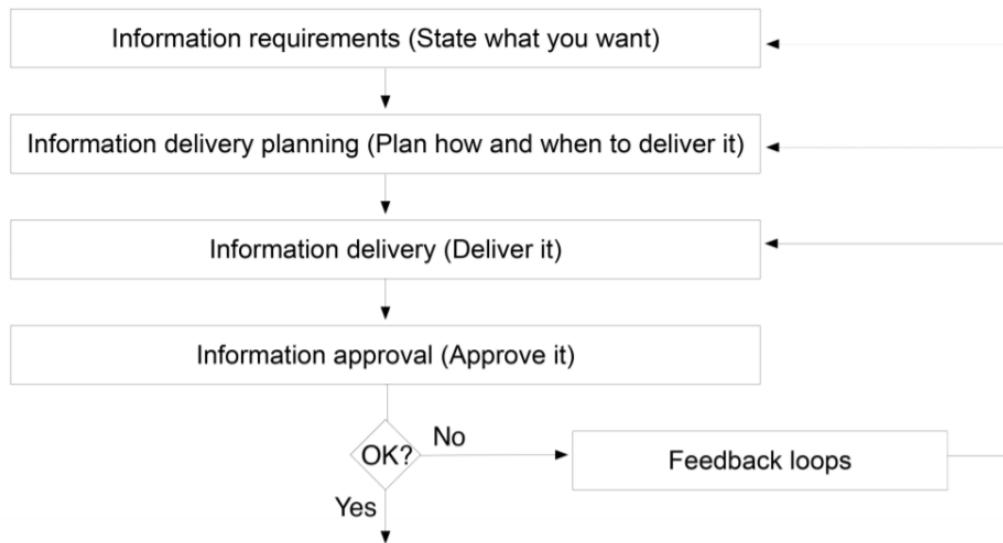 Information requirements (State what you want)
Information delivery planning (Plan how and when to deliver it)
Information delivery (Deliver it)
Information approval (Approve it)
OK?
No
Feedback loops
Yes